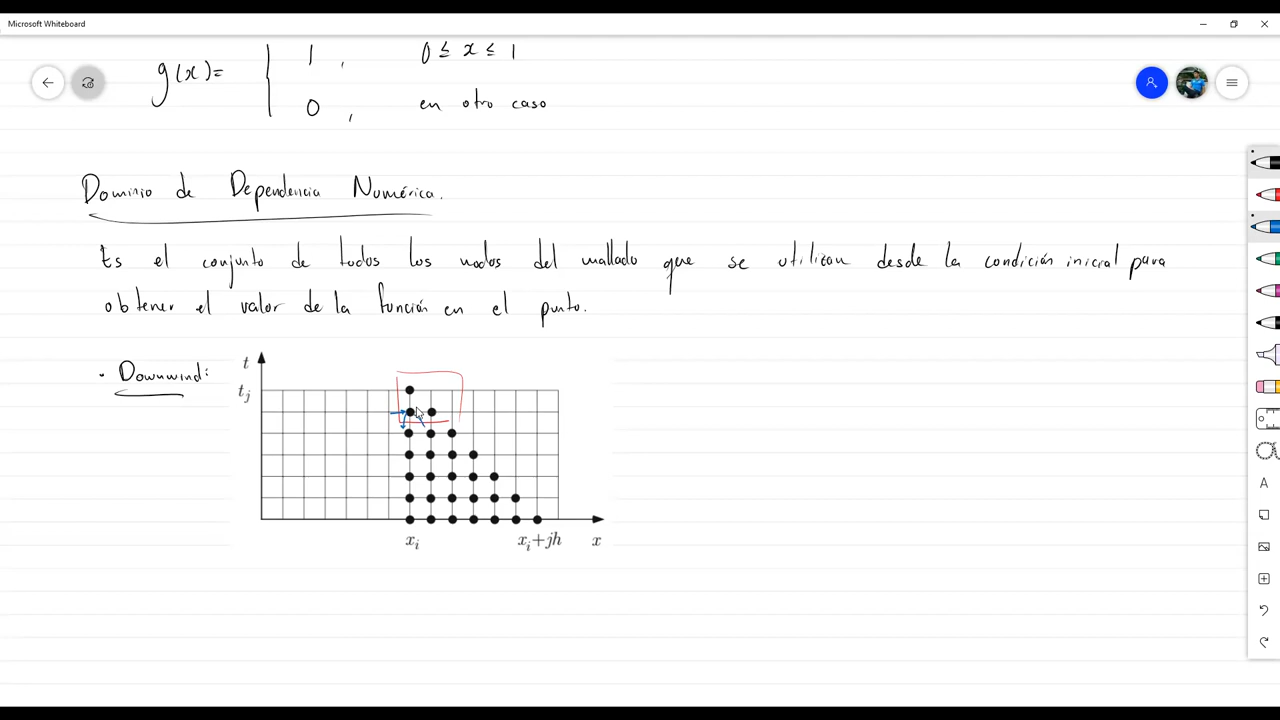 Microsoft Whiteboard
g(x)= { 1 , 0 ≤ x ≤ 1
0 , en otro caso
Dominio de Dependencia Numérica.
Es el conjunto de todos los nodos del mallado que se utilizan desde la condición inicial para
obtener el valor de la función en el punto.
• Downwind:
t
t_j
x_i x_i+jh x
A